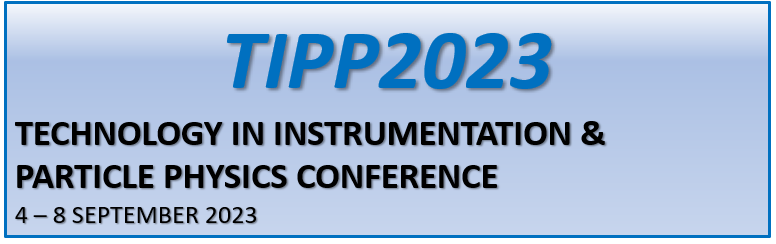 TIPP2023
TECHNOLOGY IN INSTRUMENTATION &
PARTICLE PHYSICS CONFERENCE
4 – 8 SEPTEMBER 2023